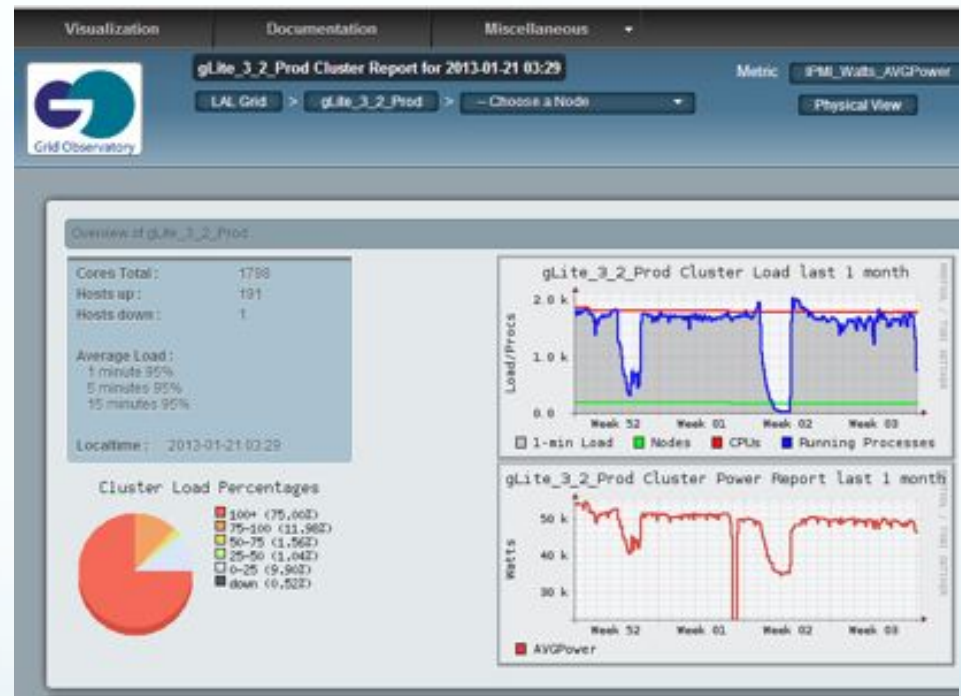 Visualization Documentation Miscellaneous
gLite_3_2_Prod Cluster Report for 2013-01-21 03:29
Metric IPMI_Watts_AVGPower
LAL Grid > gLite_3_2_Prod > -- Choose a Node
Physical View
Grid Observatory
Overview of gLite_3_2_Prod
Cores Total : 1798
Hosts up : 191
Hosts down : 1
Average Load :
1 minute 95%
5 minutes 95%
15 minutes 95%
Localtime : 2013-01-21 03:29
Cluster Load Percentages
100+ (75.00%)
75-100 (11.98%)
50-75 (1.56%)
25-50 (1.04%)
0-25 (9.90%)
down (0.52%)
gLite_3_2_Prod Cluster Load last 1 month
Load/Procs
2.0 k
1.0 k
0.0
Week 52 Week 01 Week 02 Week 03
1-min Load Nodes CPUs Running Processes
gLite_3_2_Prod Cluster Power Report last 1 month
Watts
50 k
40 k
30 k
Week 52 Week 01 Week 02 Week 03
AVGPower